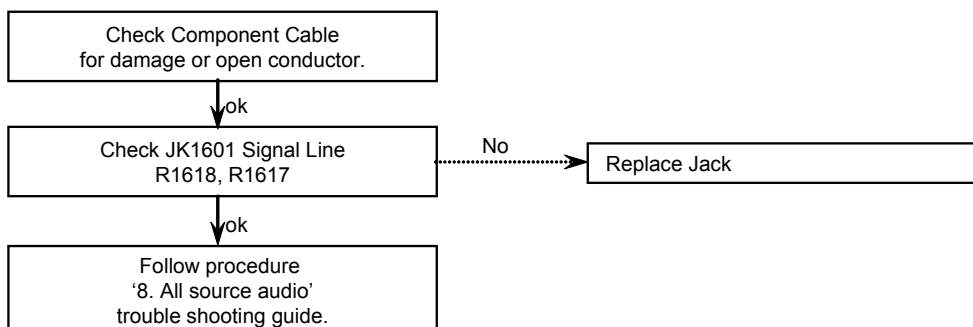 Check Component Cable
for damage or open conductor.
ok
Check JK1601 Signal Line
R1618, R1617
No
Replace Jack
ok
Follow procedure
‘8. All source audio’
trouble shooting guide.